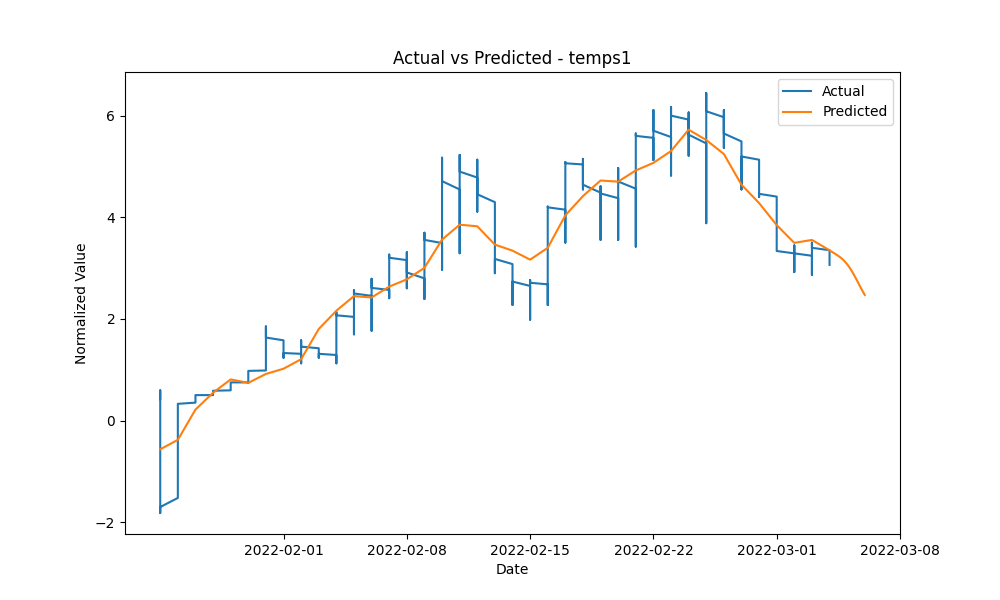 Actual vs Predicted - temps1
Actual
Predicted
Normalized Value
6
4
2
0
−2
2022-02-01
2022-02-08
2022-02-15
2022-02-22
2022-03-01
2022-03-08
Date